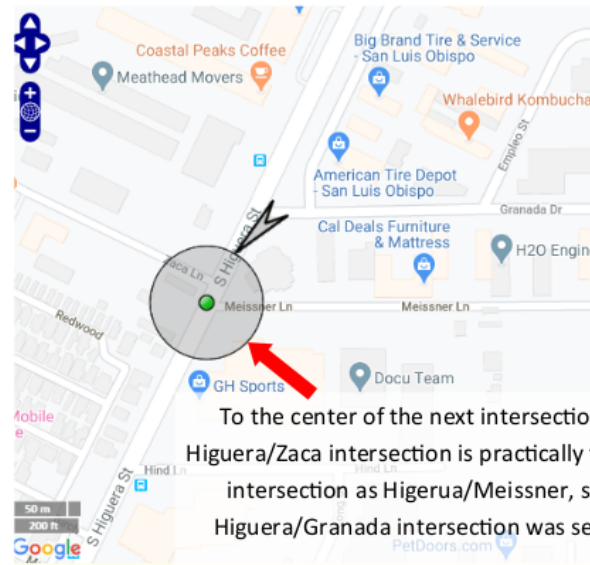 Coastal Peaks Coffee
Big Brand Tire & Service
- San Luis Obispo
Meathead Movers
Whalebird Kombucha
Empleo St
American Tire Depot
- San Luis Obispo
Granada Dr
S Higuera St
Cal Deals Furniture
& Mattress
H2O Engin
Zaca Ln
Meissner Ln
Meissner Ln
Redwood
GH Sports
Docu Team
Mobile
e
To the center of the next intersectio
Higuera/Zaca intersection is practically
Hind Ln
Hind Ln
intersection as Higerua/Meissner, s
S Higuera St
50 m
200 ft
Higuera/Granada intersection was se
PetDoors.com
Google